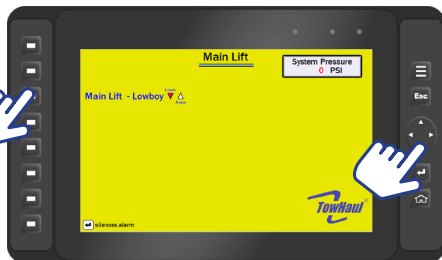 Main Lift
System Pressure
0 PSI
Lower
Main Lift - Lowboy
Raise
Esc
TowHaul
silences alarm